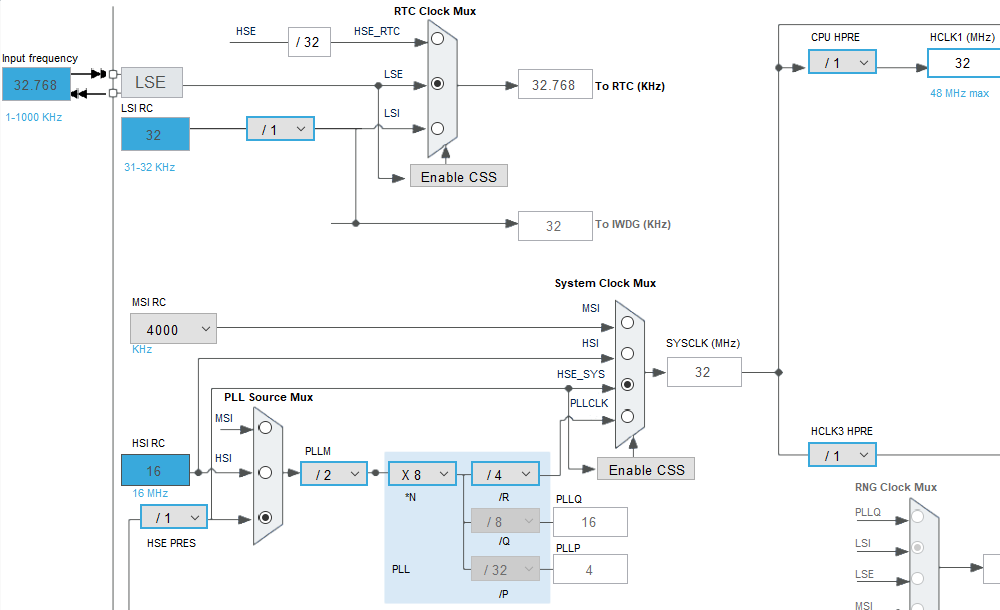 RTC Clock Mux
HSE
/ 32
HSE_RTC
CPU HPRE
HCLK1 (MHz)
Input frequency
/ 1
32
32.768
LSE
LSE
32.768
To RTC (KHz)
48 MHz max
1-1000 KHz
LSI RC
LSI
32
/ 1
31-32 KHz
Enable CSS
32
To IWDG (KHz)
System Clock Mux
MSI RC
MSI
4000
KHz
HSI
SYSCLK (MHz)
HSE_SYS
32
PLL Source Mux
PLLCLK
MSI
HCLK3 HPRE
HSI RC
HSI
PLLM
/ 1
16
/ 2
X 8
/ 4
Enable CSS
16 MHz
*N
/R
PLLQ
RNG Clock Mux
/ 1
/ 8
16
PLLQ
HSE PRES
/Q
PLLP
LSI
PLL
/ 32
4
LSE
/P
MSI